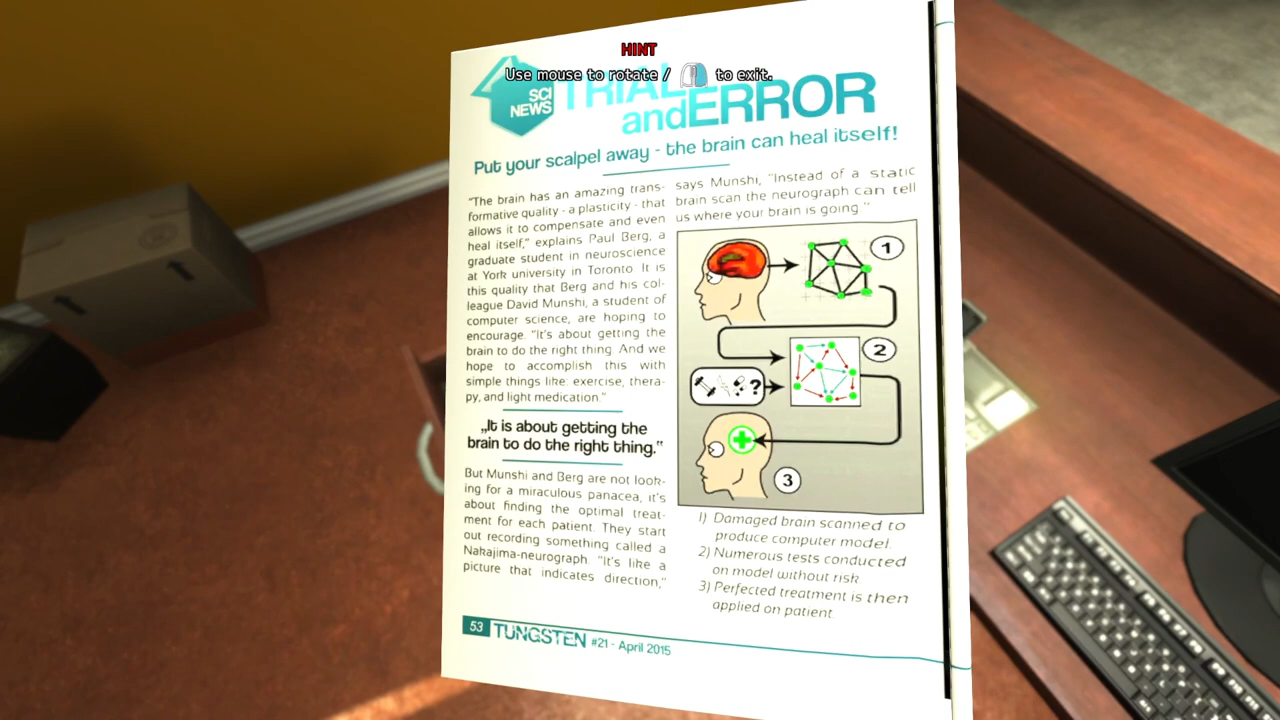 HINT
Use mouse to rotate / to exit.
SCI
NEWS
TRIAL
andERROR
Put your scalpel away - the brain can heal itself!
"The brain has an amazing trans-
formative quality - a plasticity - that
allows it to compensate and even
heal itself," explains Paul Berg, a
graduate student in neuroscience
at York university in Toronto. It is
this quality that Berg and his col-
league David Munshi, a student of
computer science, are hoping to
encourage. "It's about getting the
brain to do the right thing. And we
hope to accomplish this with
simple things like: exercise, thera-
py, and light medication."
„It is about getting the
brain to do the right thing."
But Munshi and Berg are not look-
ing for a miraculous panacea, it's
about finding the optimal treat-
ment for each patient. They start
out recording something called a
Nakajima-neurograph. "It's like a
picture that indicates direction,"
says Munshi, "Instead of a static
brain scan the neurograph can tell
us where your brain is going."
1
2
?
3
1) Damaged brain scanned to
produce computer model.
2) Numerous tests conducted
on model without risk
3) Perfected treatment is then
applied on patient.
53 TUNGSTEN #21 - April 2015